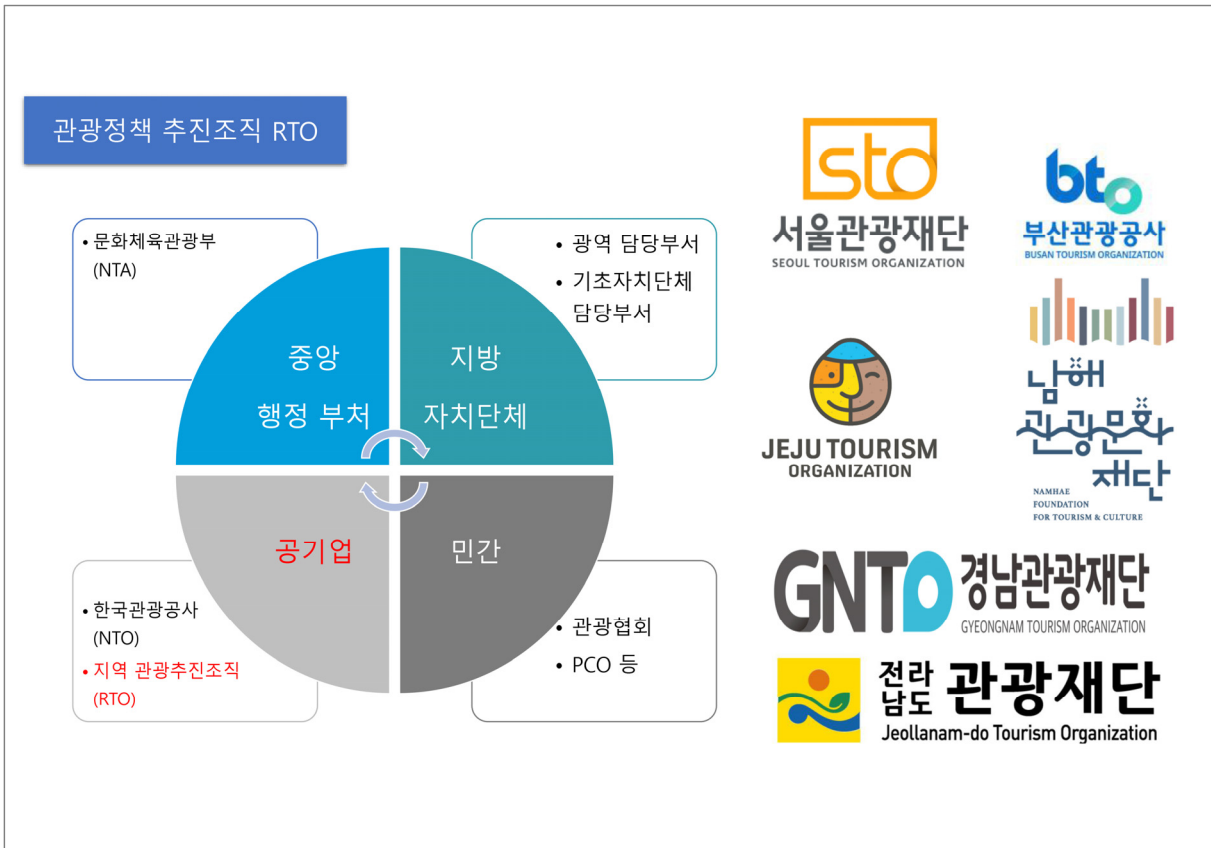 관광정책 추진조직 RTO
• 문화체육관광부
(NTA)
• 광역 담당부서
• 기초자치단체
담당부서
중앙
행정 부처
지방
자치단체
공기업
민간
• 한국관광공사
(NTO)
• 지역 관광추진조직
(RTO)
• 관광협회
• PCO 등
sto
서울관광재단
SEOUL TOURISM ORGANIZATION
bto
부산관광공사
BUSAN TOURISM ORGANIZATION
JEJU TOURISM
ORGANIZATION
남해
관광문화
재단
NAMHAE
FOUNDATION
FOR TOURISM & CULTURE
GNTO 경남관광재단
GYEONGNAM TOURISM ORGANIZATION
전라
남도 관광재단
Jeollanam-do Tourism Organization